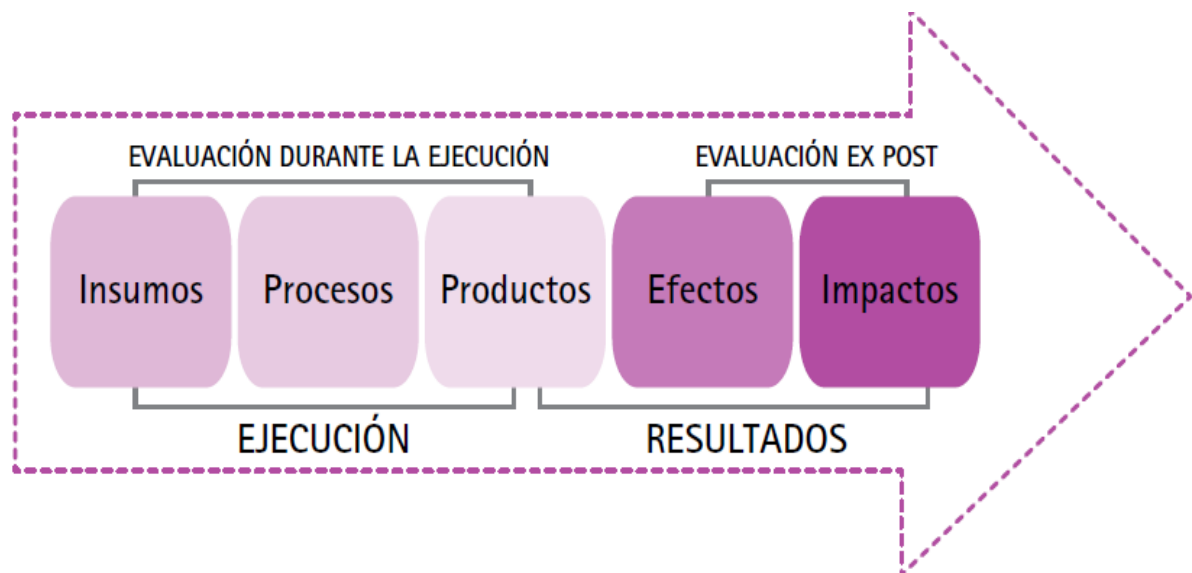 EVALUACIÓN DURANTE LA EJECUCIÓN
EVALUACIÓN EX POST
Insumos
Procesos
Productos
Efectos
Impactos
EJECUCIÓN
RESULTADOS